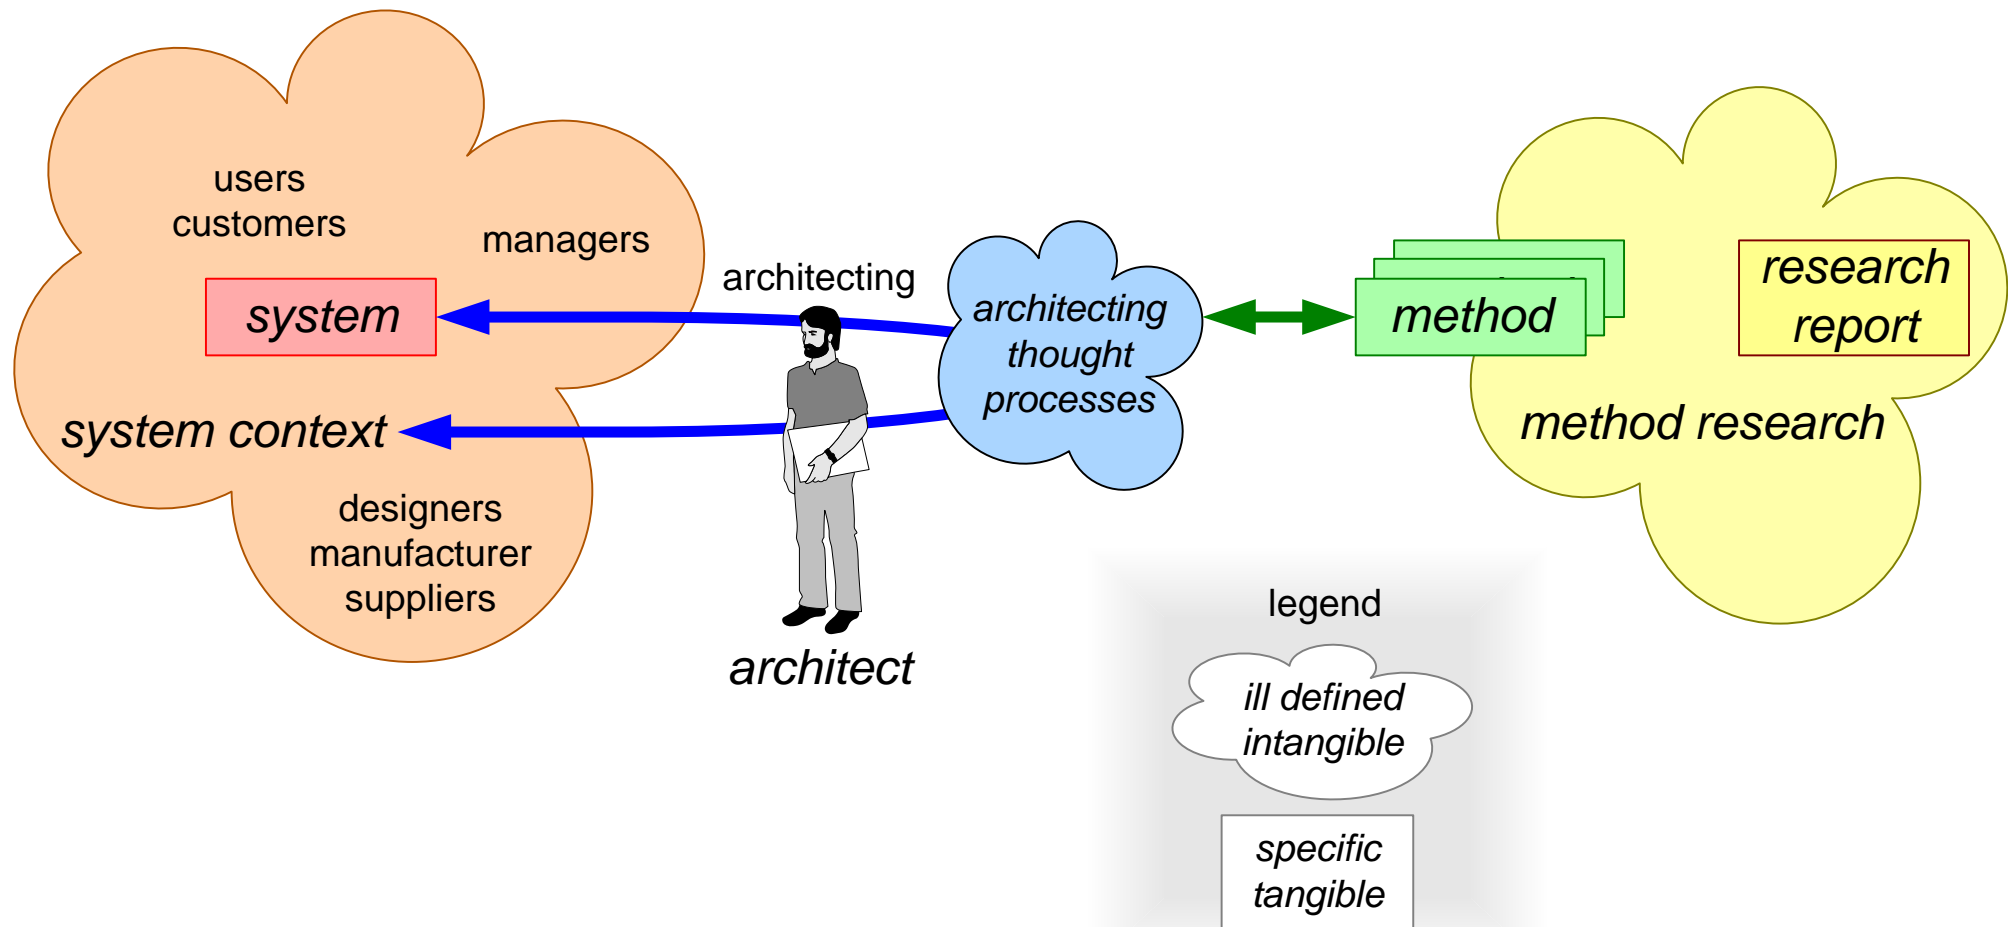 users
customers
managers
system
system context
designers
manufacturer
suppliers
architecting
architect
architecting
thought
processes
method
research
report
method research
legend
ill defined
intangible
specific
tangible